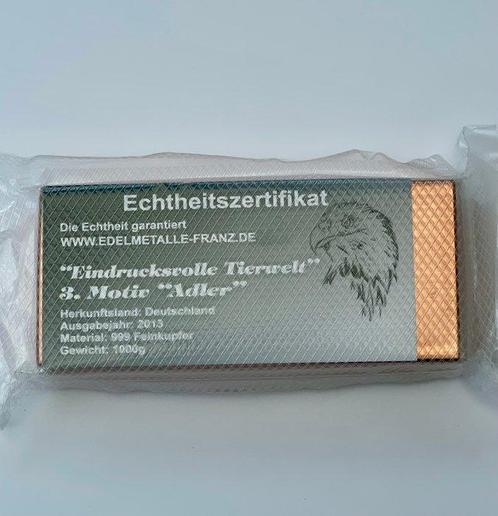 Echtheitszertifikat
Die Echtheit garantiert
WWW.EDELMETALLE-FRANZ.DE
"Eindrucksvolle Tierwelt"
3. Motiv "Adler"
Herkunftsland: Deutschland
Ausgabejahr: 2013
Material: 999 Feinkupfer
Gewicht: 1000g